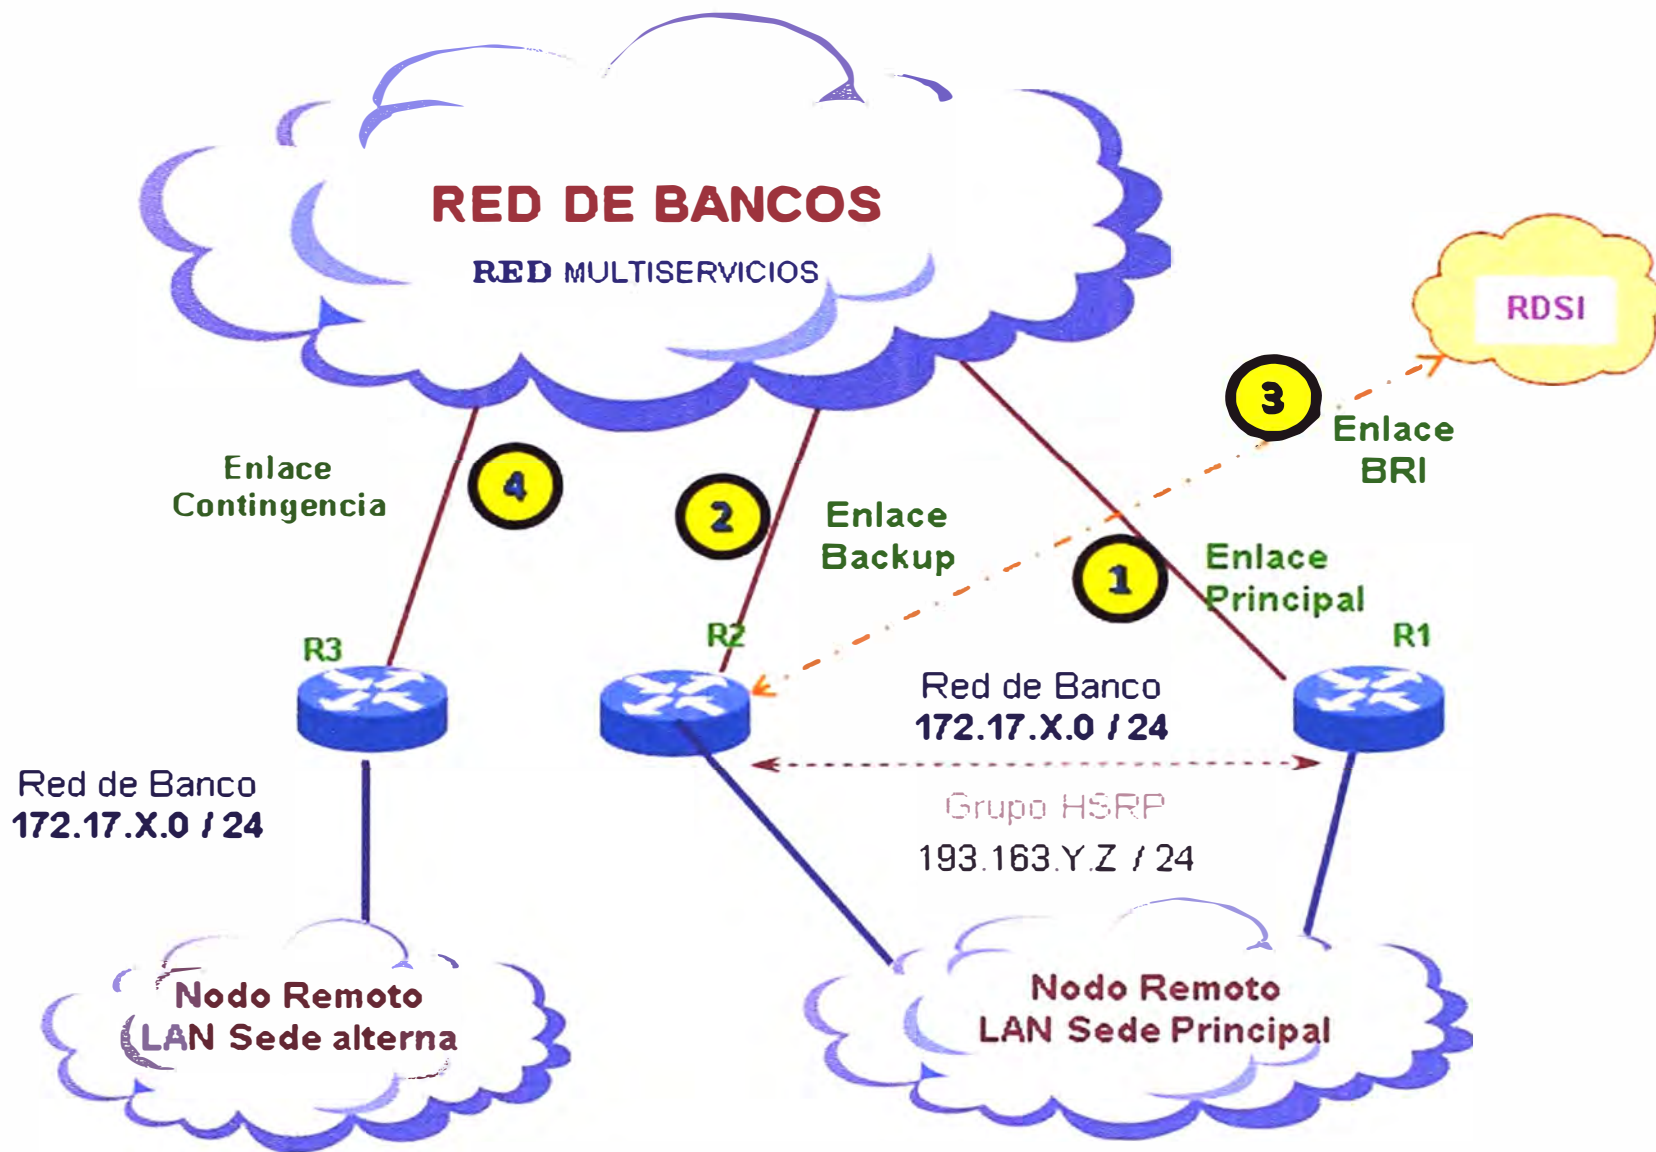 RED DE BANCOS
RED MULTISERVICIOS
RDSI
3
Enlace
BRI
Enlace
Contingencia
4
2
Enlace
Backup
1
Enlace
Principal
R3
R2
R1
Red de Banco
172.17.X.0 / 24
Red de Banco
172.17.X.0 / 24
Grupo HSRP
193.163.Y.Z / 24
Nodo Remoto
LAN Sede alterna
Nodo Remoto
LAN Sede Principal